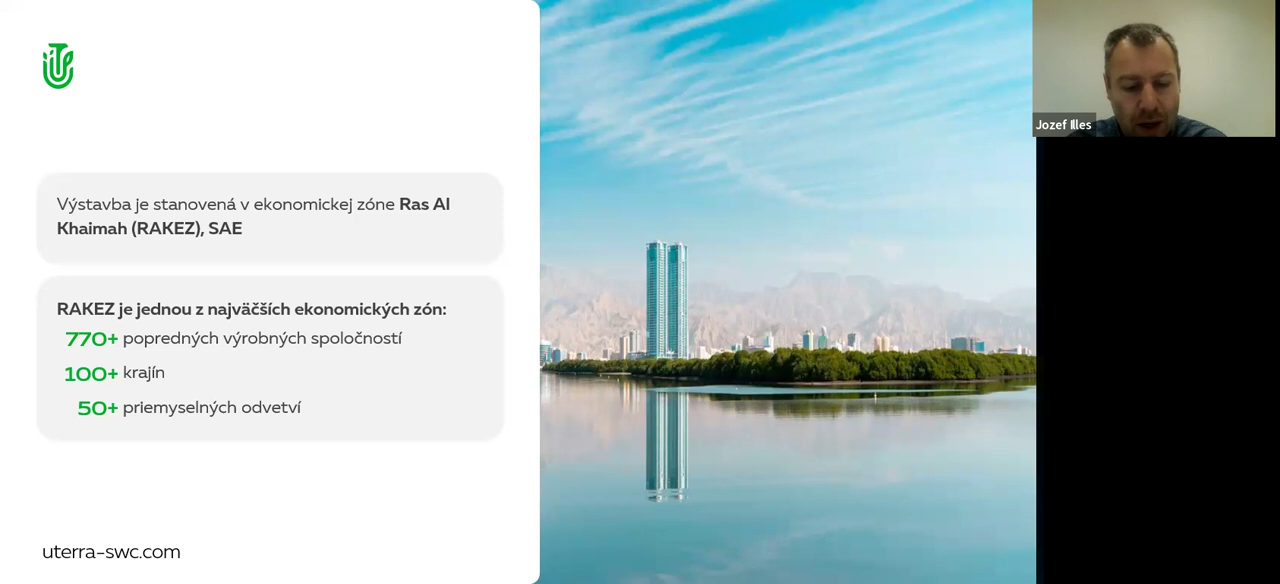 Výstavba je stanovená v ekonomickej zóne Ras Al
Khaimah (RAKEZ), SAE
RAKEZ je jednou z najväčších ekonomických zón:
770+ popredných výrobných spoločností
100+ krajín
50+ priemyselných odvetví
uterra-swc.com
Jozef Illes